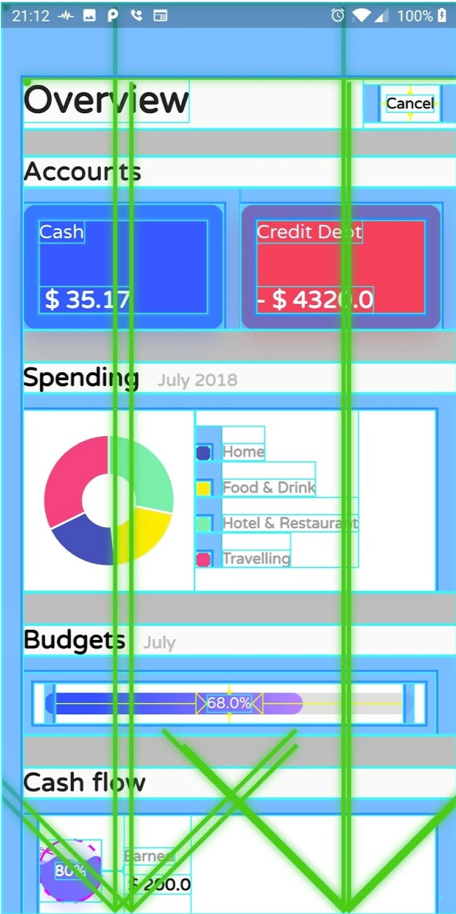 21:12 100%
Overview Cancel
Accounts
Cash Credit Debt
$ 35.17 - $ 4320.0
Spending July 2018
Home
Food & Drink
Hotel & Restaurant
Travelling
Budgets July
68.0%
Cash flow
80% Earned
$ 200.0